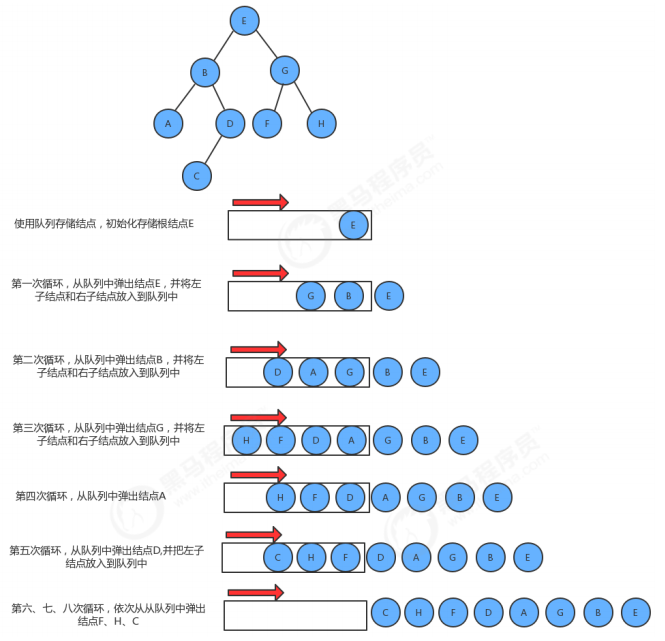 E
B
G
A
D
F
H
C
使用队列存储结点，初始化存储根结点E
E
第一次循环，从队列中弹出结点E，并将左
子结点和右子结点放入到队列中
G B E
第二次循环，从队列中弹出结点B，并将左
子结点和右子结点放入到队列中
D A G B E
第三次循环，从队列中弹出结点G，并将左
子结点和右子结点放入到队列中
H F D A G B E
第四次循环，从队列中弹出结点A
H F D A G B E
第五次循环，从队列中弹出结点D,并把左子
结点放入到队列中
C H F D A G B E
第六、七、八次循环，依次从从队列中弹出
结点F、H、C
C H F D A G B E
黑马程序员